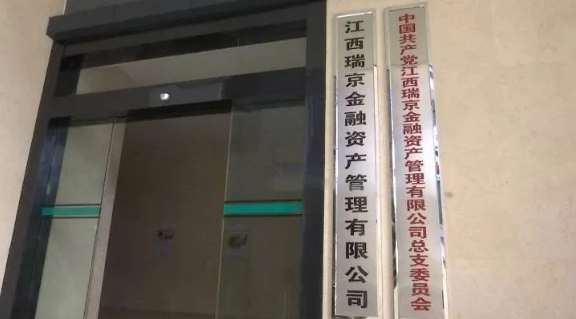 江西瑞京金融资产管理有限公司
中国共产党江西瑞京金融资产管理有限公司总支委员会